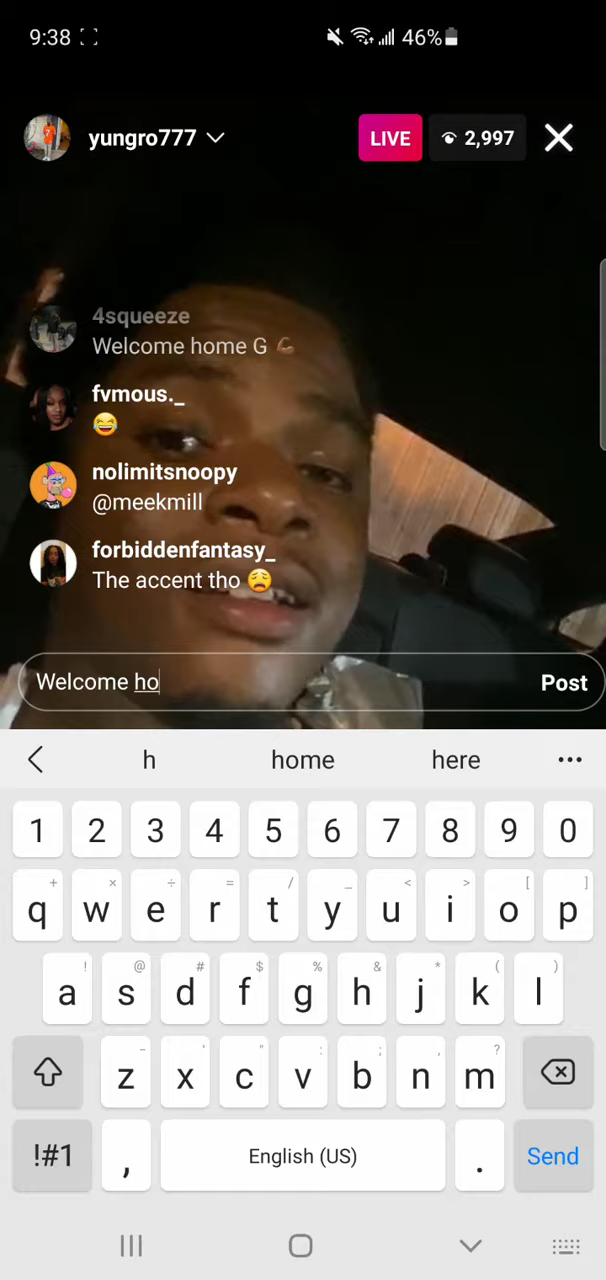 9:38 46%
yungro777 LIVE 2,997
4squeeze
Welcome home G 💪🏾
fvmous._
😂
nolimitsnoopy
@meekmill
forbiddenfantasy_
The accent tho 😩
Welcome ho Post
h home here ...
1 2 3 4 5 6 7 8 9 0
+ × ÷ = / _ < > [ ]
q w e r t y u i o p
! @ # $ % & * ( )
a s d f g h j k l
- ' " : ; , ?
z x c v b n m
!#1 , English (US) . Send